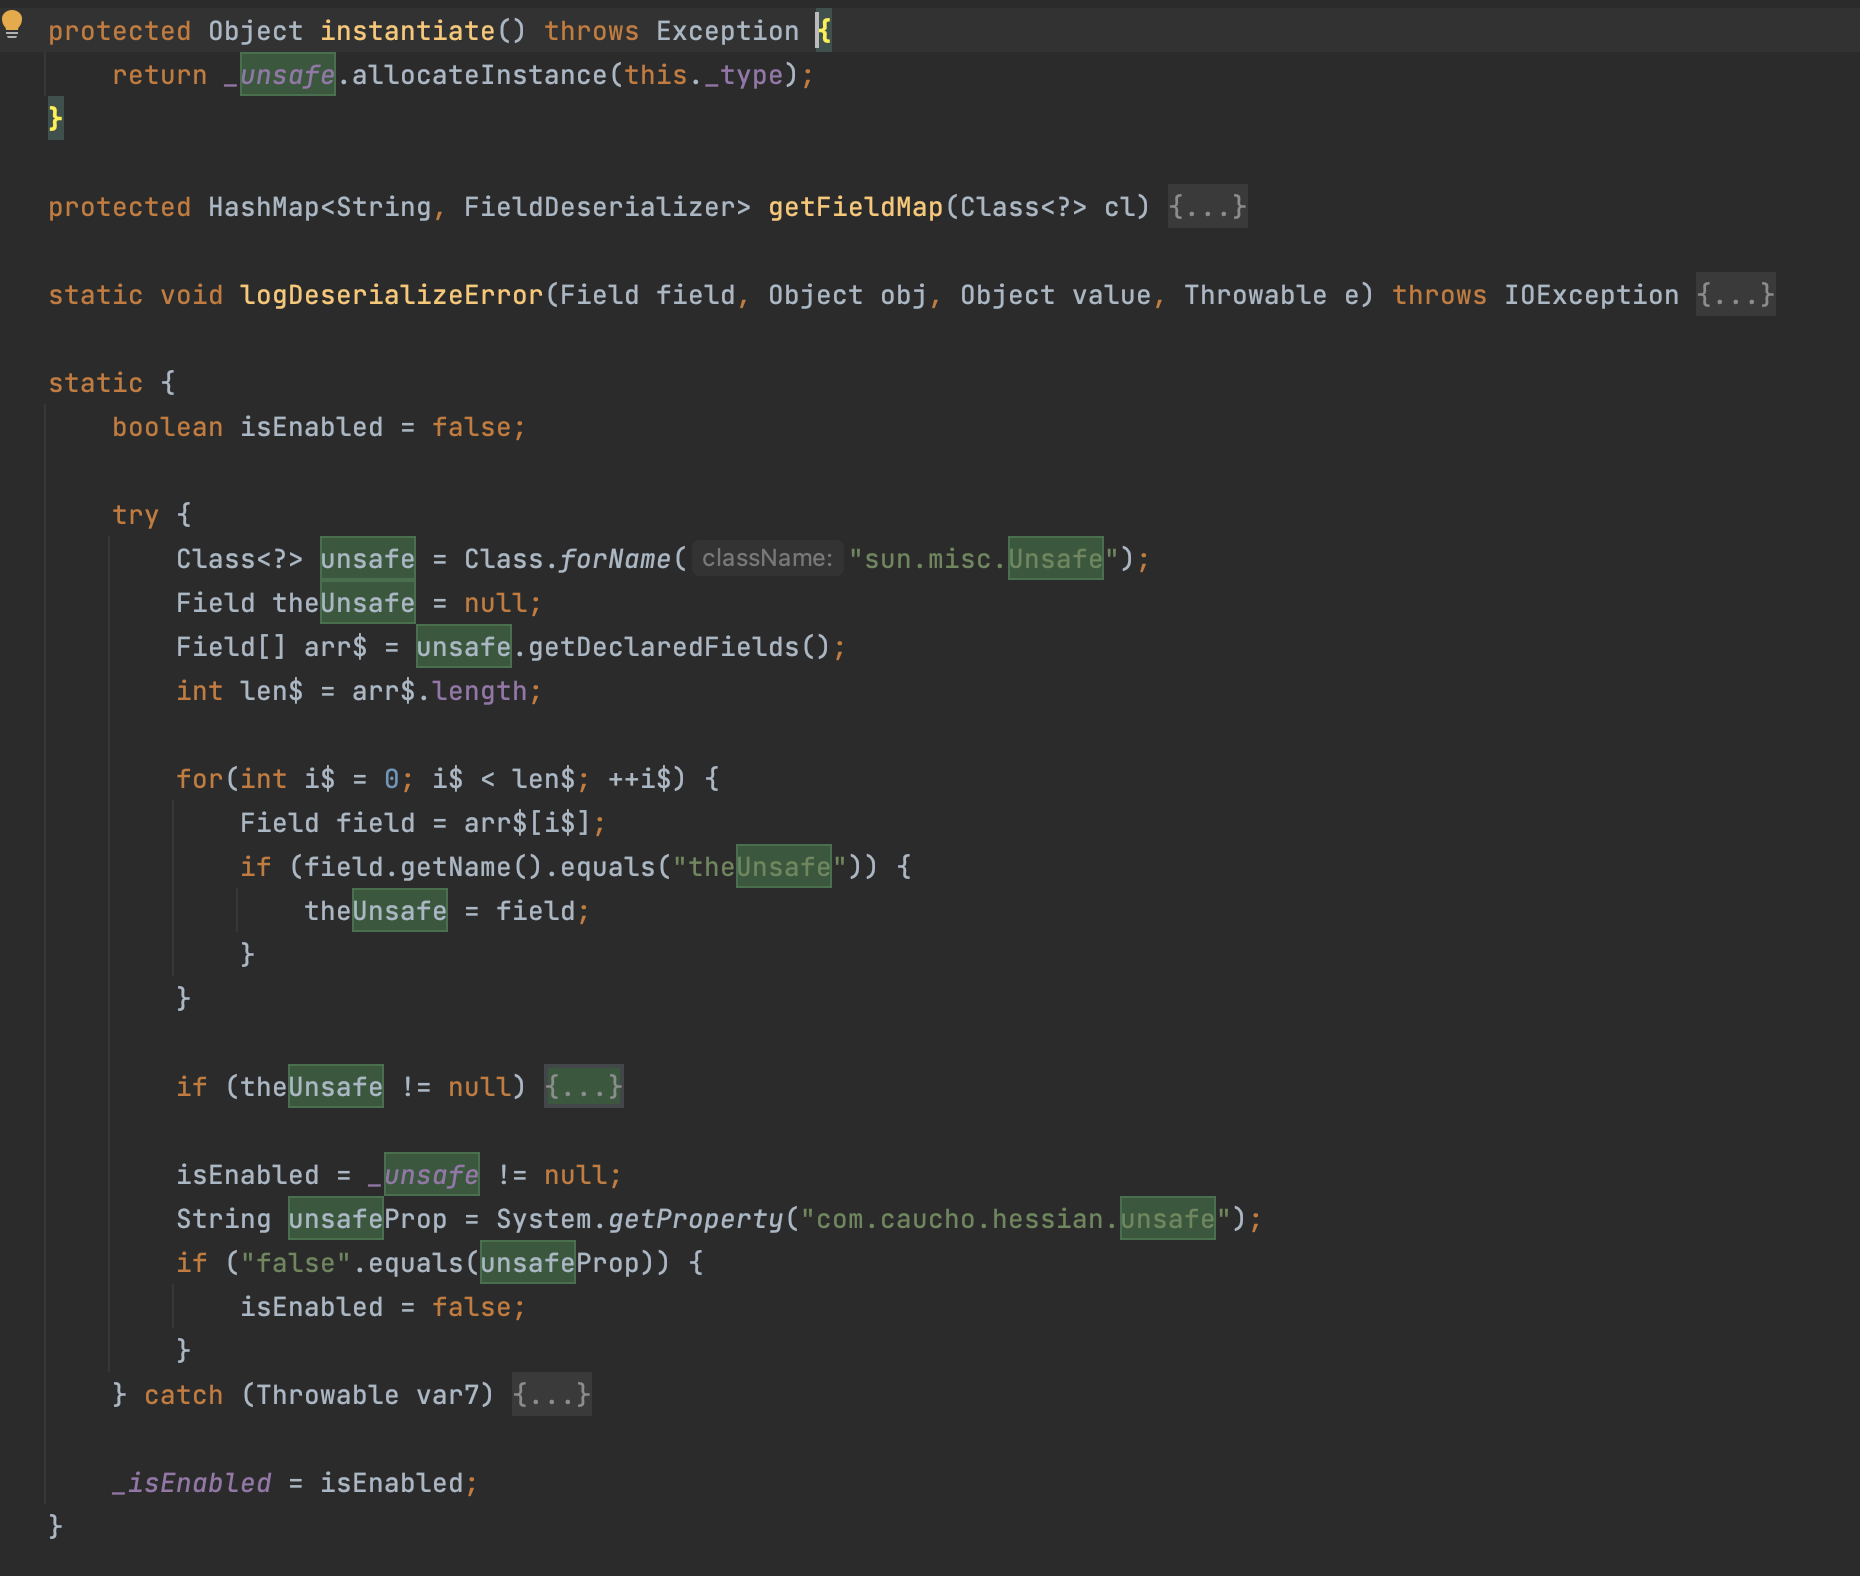 protected Object instantiate() throws Exception {
    return _unsafe.allocateInstance(this._type);
}
protected HashMap<String, FieldDeserializer> getFieldMap(Class<?> cl) {...}
static void logDeserializeError(Field field, Object obj, Object value, Throwable e) throws IOException {...}
static {
    boolean isEnabled = false;
    try {
        Class<?> unsafe = Class.forName( className: "sun.misc.Unsafe");
        Field theUnsafe = null;
        Field[] arr$ = unsafe.getDeclaredFields();
        int len$ = arr$.length;
        for(int i$ = 0; i$ < len$; ++i$) {
            Field field = arr$[i$];
            if (field.getName().equals("theUnsafe")) {
                theUnsafe = field;
            }
        }
        if (theUnsafe != null) {...}
        isEnabled = _unsafe != null;
        String unsafeProp = System.getProperty("com.caucho.hessian.unsafe");
        if ("false".equals(unsafeProp)) {
            isEnabled = false;
        }
    } catch (Throwable var7) {...}
    _isEnabled = isEnabled;
}